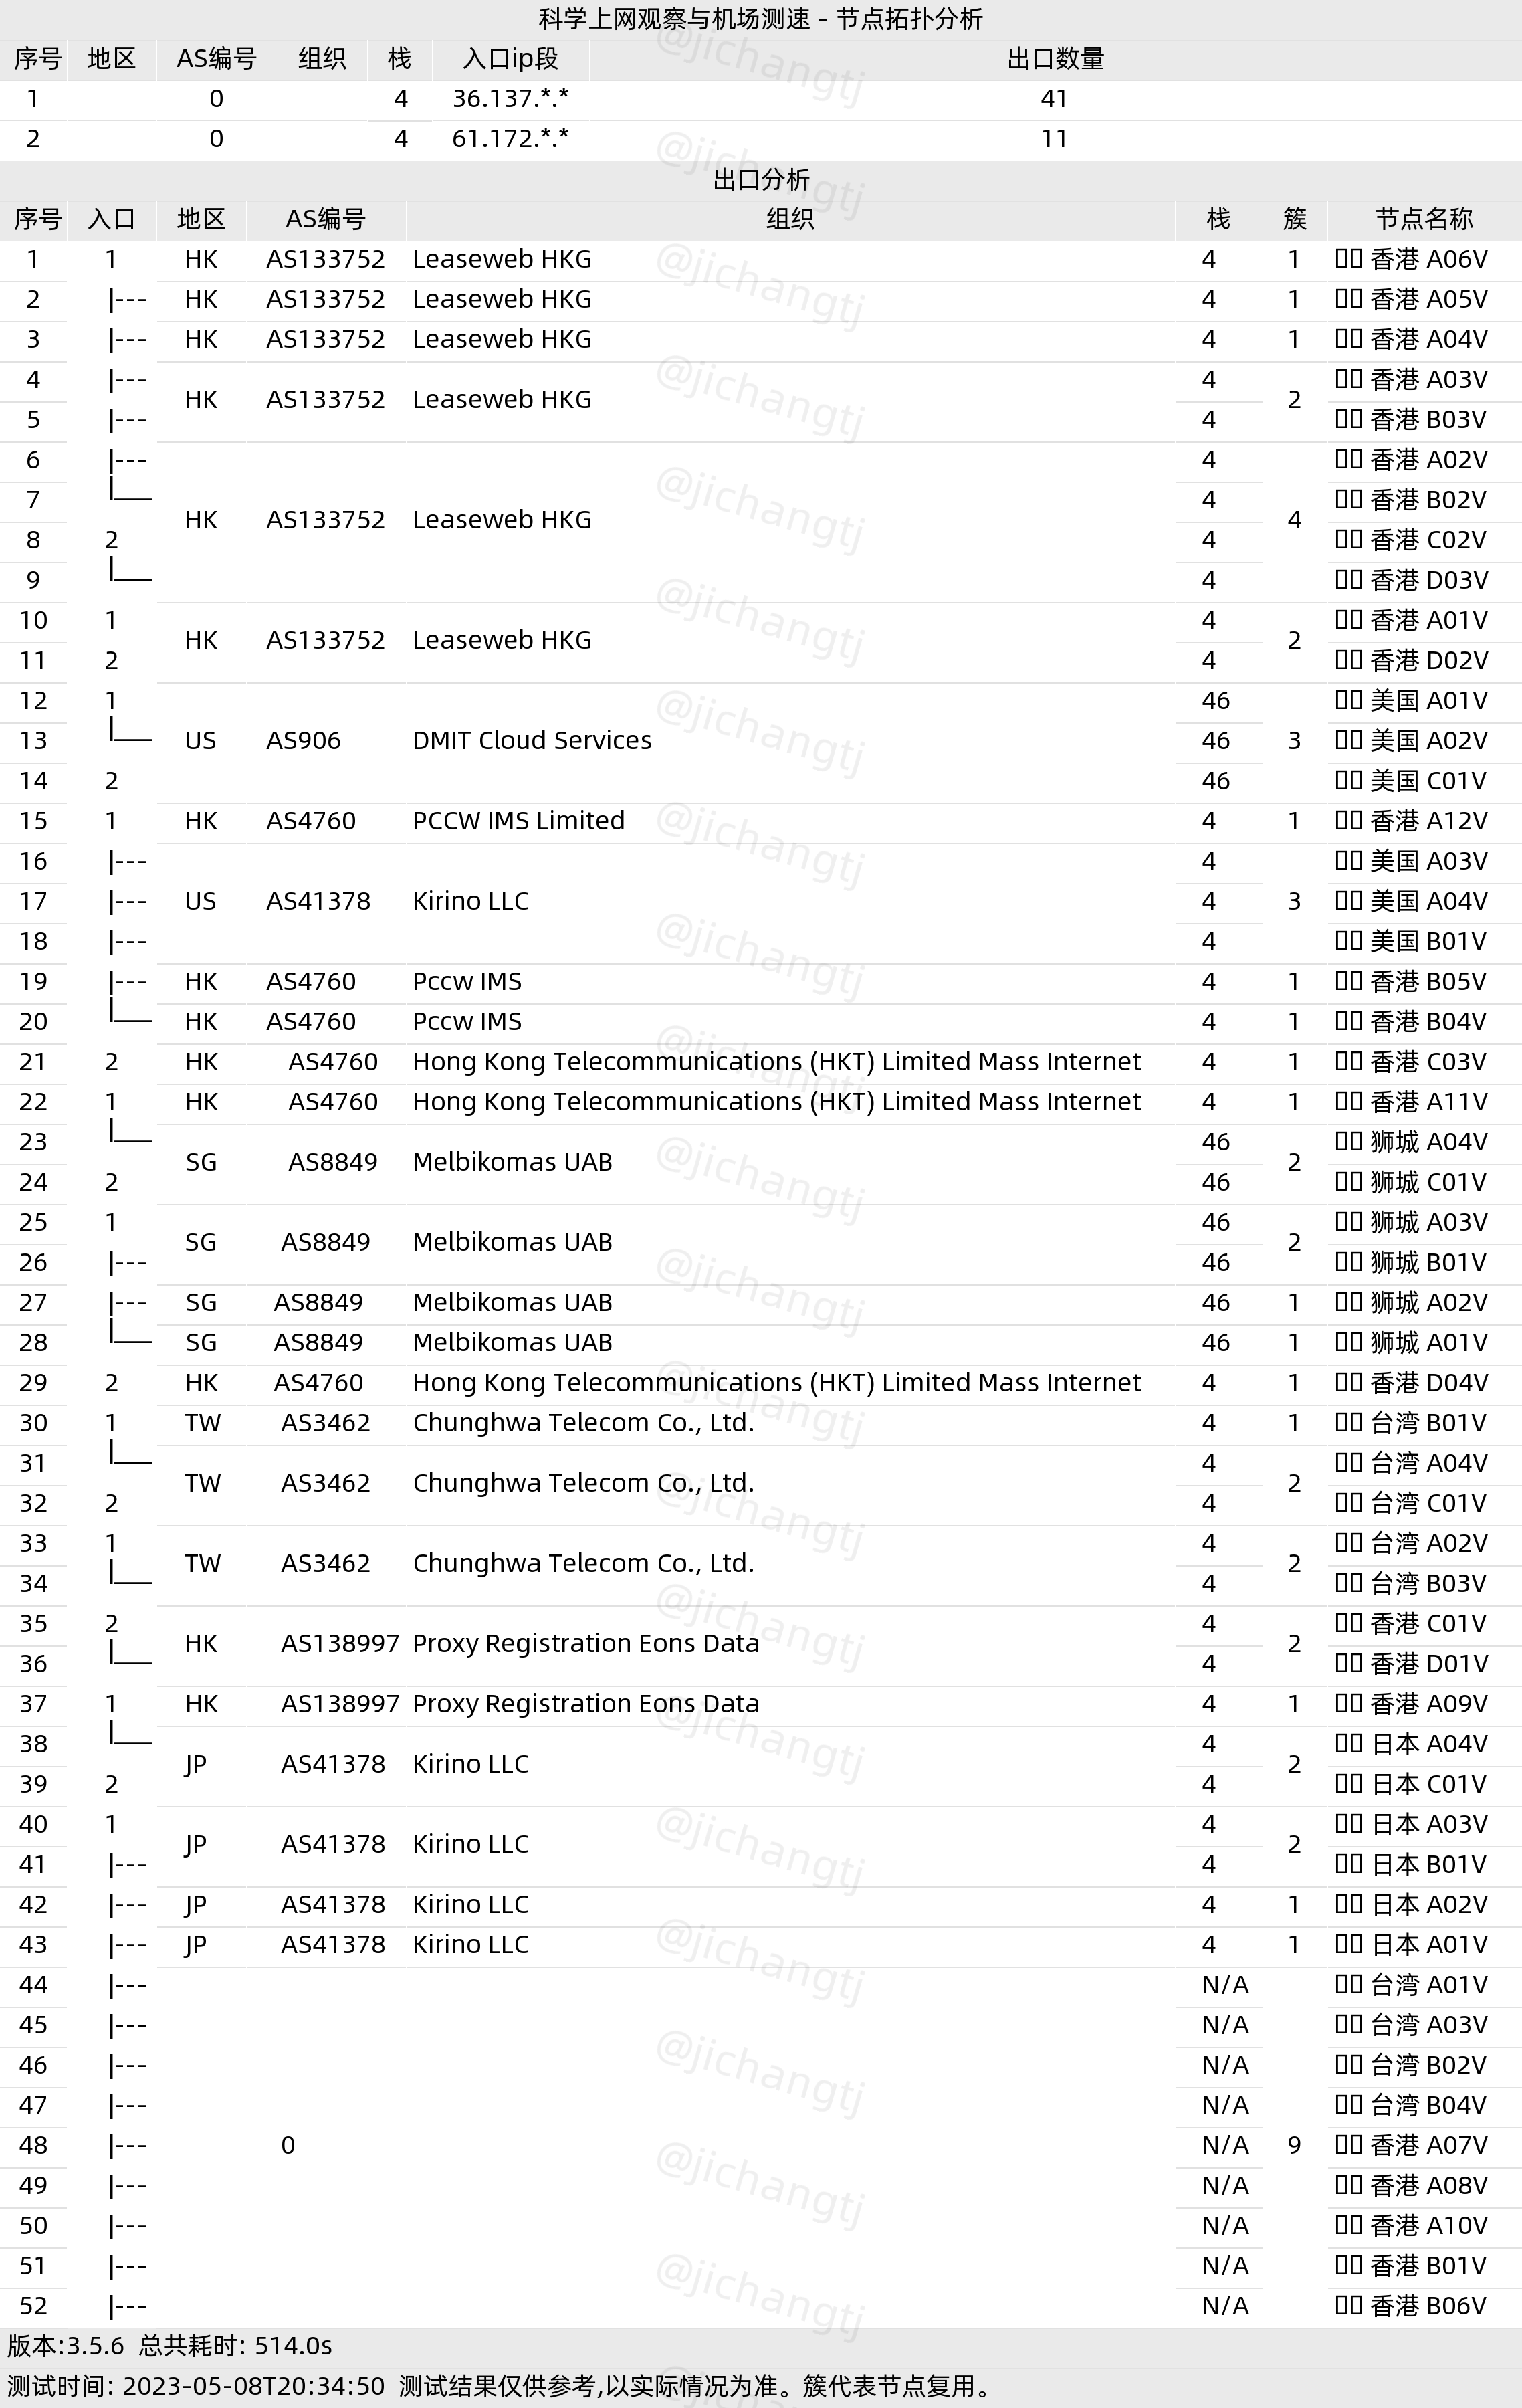 科学上网观察与机场测速 - 节点拓扑分析
序号 地区 AS编号 组织 栈 入口ip段 出口数量
1 0 4 36.137.*.* 41
2 0 4 61.172.*.* 11
出口分析
序号 入口 地区 AS编号 组织 栈 簇 节点名称
1 1 HK AS133752 Leaseweb HKG 4 1 香港 A06V
2 |--- HK AS133752 Leaseweb HKG 4 1 香港 A05V
3 |--- HK AS133752 Leaseweb HKG 4 1 香港 A04V
4 |--- HK AS133752 Leaseweb HKG 4 2 香港 A03V
5 |--- 4 香港 B03V
6 |--- HK AS133752 Leaseweb HKG 4 4 香港 A02V
7 |___ 4 香港 B02V
8 2 4 香港 C02V
9 |___ 4 香港 D03V
10 1 HK AS133752 Leaseweb HKG 4 2 香港 A01V
11 2 4 香港 D02V
12 1 US AS906 DMIT Cloud Services 46 3 美国 A01V
13 |___ 46 美国 A02V
14 2 46 美国 C01V
15 1 HK AS4760 PCCW IMS Limited 4 1 香港 A12V
16 |--- US AS41378 Kirino LLC 4 3 美国 A03V
17 |--- 4 美国 A04V
18 |--- 4 美国 B01V
19 |--- HK AS4760 Pccw IMS 4 1 香港 B05V
20 |___ HK AS4760 Pccw IMS 4 1 香港 B04V
21 2 HK AS4760 Hong Kong Telecommunications (HKT) Limited Mass Internet 4 1 香港 C03V
22 1 HK AS4760 Hong Kong Telecommunications (HKT) Limited Mass Internet 4 1 香港 A11V
23 |___ SG AS8849 Melbikomas UAB 46 2 狮城 A04V
24 2 46 狮城 C01V
25 1 SG AS8849 Melbikomas UAB 46 2 狮城 A03V
26 |--- 46 狮城 B01V
27 |--- SG AS8849 Melbikomas UAB 46 1 狮城 A02V
28 |___ SG AS8849 Melbikomas UAB 46 1 狮城 A01V
29 2 HK AS4760 Hong Kong Telecommunications (HKT) Limited Mass Internet 4 1 香港 D04V
30 1 TW AS3462 Chunghwa Telecom Co., Ltd. 4 1 台湾 B01V
31 |___ TW AS3462 Chunghwa Telecom Co., Ltd. 4 2 台湾 A04V
32 2 4 台湾 C01V
33 1 TW AS3462 Chunghwa Telecom Co., Ltd. 4 2 台湾 A02V
34 |___ 4 台湾 B03V
35 2 HK AS138997 Proxy Registration Eons Data 4 2 香港 C01V
36 |___ 4 香港 D01V
37 1 HK AS138997 Proxy Registration Eons Data 4 1 香港 A09V
38 |___ JP AS41378 Kirino LLC 4 2 日本 A04V
39 2 4 日本 C01V
40 1 JP AS41378 Kirino LLC 4 2 日本 A03V
41 |--- 4 日本 B01V
42 |--- JP AS41378 Kirino LLC 4 1 日本 A02V
43 |--- JP AS41378 Kirino LLC 4 1 日本 A01V
44 |--- N/A 台湾 A01V
45 |--- N/A 台湾 A03V
46 |--- N/A 台湾 B02V
47 |--- N/A 台湾 B04V
48 |--- 0 N/A 9 香港 A07V
49 |--- N/A 香港 A08V
50 |--- N/A 香港 A10V
51 |--- N/A 香港 B01V
52 |--- N/A 香港 B06V
版本:3.5.6 总共耗时: 514.0s
测试时间: 2023-05-08T20:34:50 测试结果仅供参考,以实际情况为准。簇代表节点复用。
@jichangtj